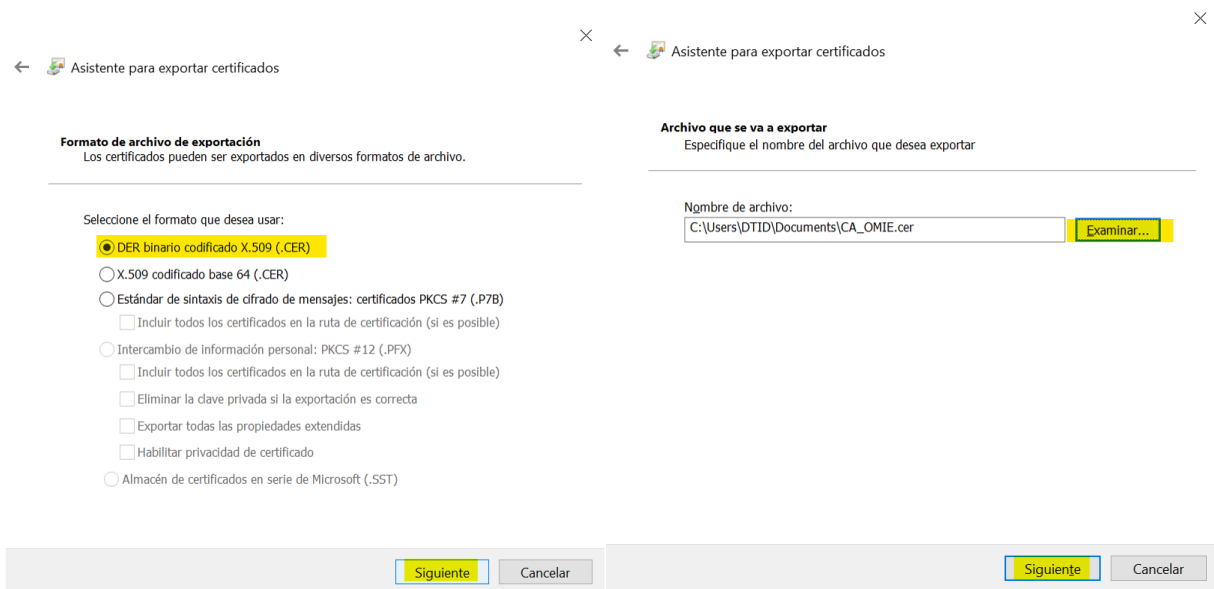 Asistente para exportar certificados
Formato de archivo de exportación
Los certificados pueden ser exportados en diversos formatos de archivo.
Seleccione el formato que desea usar:
DER binario codificado X.509 (.CER)
X.509 codificado base 64 (.CER)
Estándar de sintaxis de cifrado de mensajes: certificados PKCS #7 (.P7B)
Incluir todos los certificados en la ruta de certificación (si es posible)
Intercambio de información personal: PKCS #12 (.PFX)
Incluir todos los certificados en la ruta de certificación (si es posible)
Eliminar la clave privada si la exportación es correcta
Exportar todas las propiedades extendidas
Habilitar privacidad de certificado
Almacén de certificados en serie de Microsoft (.SST)
Siguiente
Cancelar
Asistente para exportar certificados
Archivo que se va a exportar
Especifique el nombre del archivo que desea exportar
Nombre de archivo:
C:\Users\DTID\Documents\CA_OMIE.cer
Examinar...
Siguiente
Cancelar